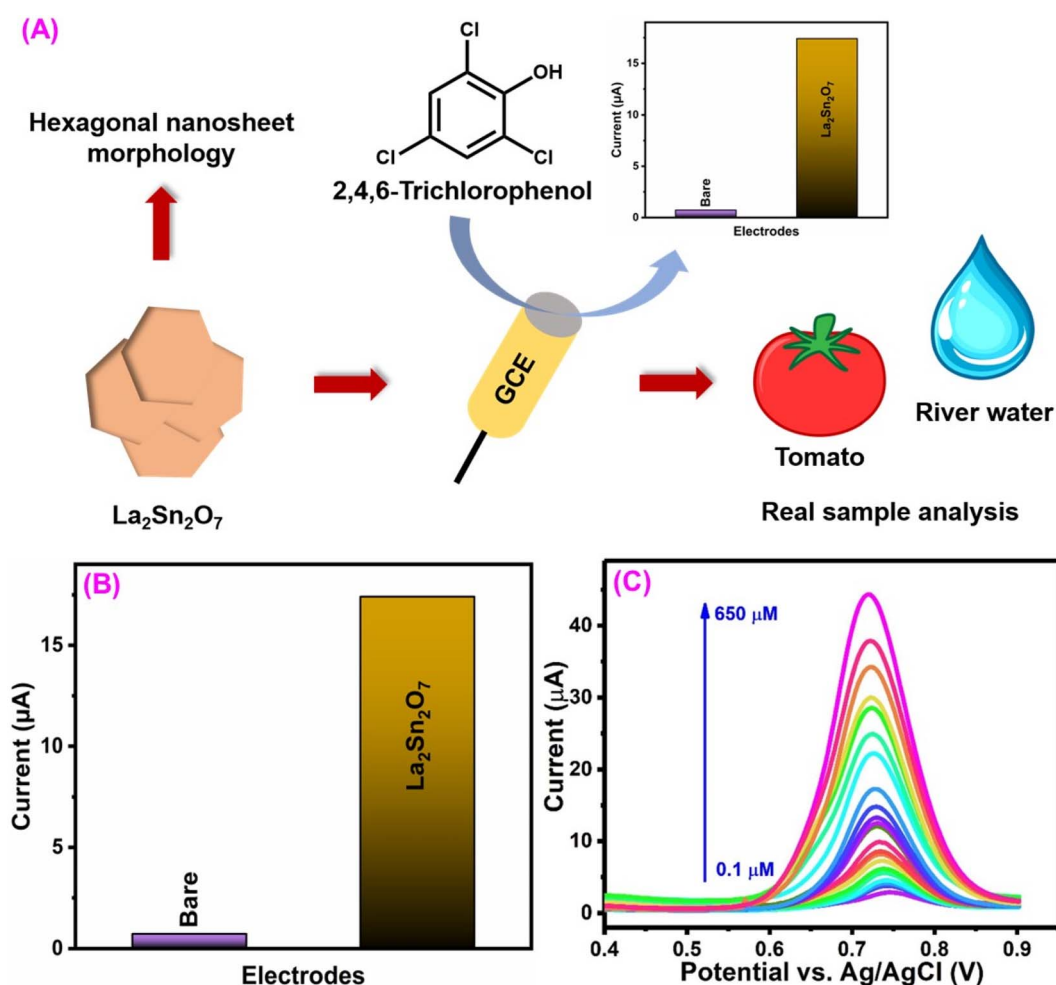 (A)
Hexagonal nanosheet
morphology
Cl
OH
Cl
Cl
2,4,6-Trichlorophenol
Current (µA)
15
10
5
0
Bare
La₂Sn₂O₇
Electrodes
GCE
La₂Sn₂O₇
Tomato
River water
Real sample analysis
(B)
Current (µA)
15
10
5
0
Bare
La₂Sn₂O₇
Electrodes
(C)
650 µM
0.1 µM
Current (µA)
40
30
20
10
0
0.4 0.5 0.6 0.7 0.8 0.9
Potential vs. Ag/AgCl (V)